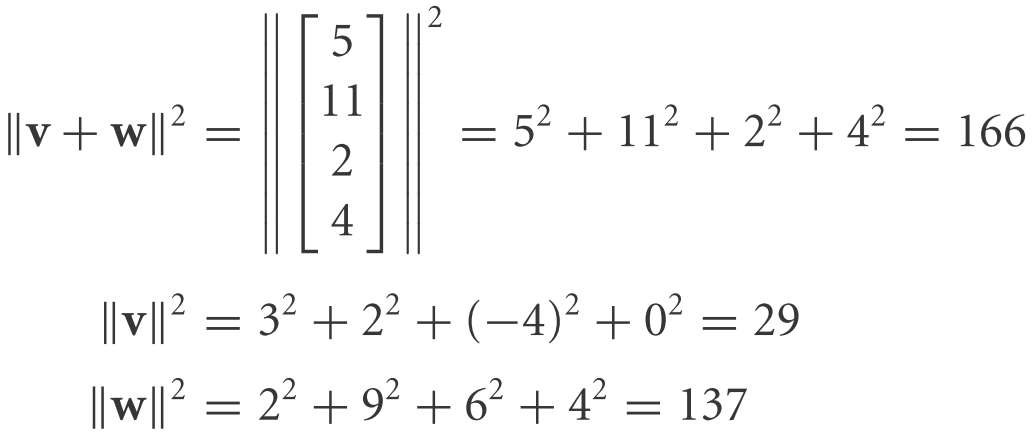 ‖v + w‖² = ‖[5 11 2 4]‖² = 5² + 11² + 2² + 4² = 166
‖v‖² = 3² + 2² + (−4)² + 0² = 29
‖w‖² = 2² + 9² + 6² + 4² = 137